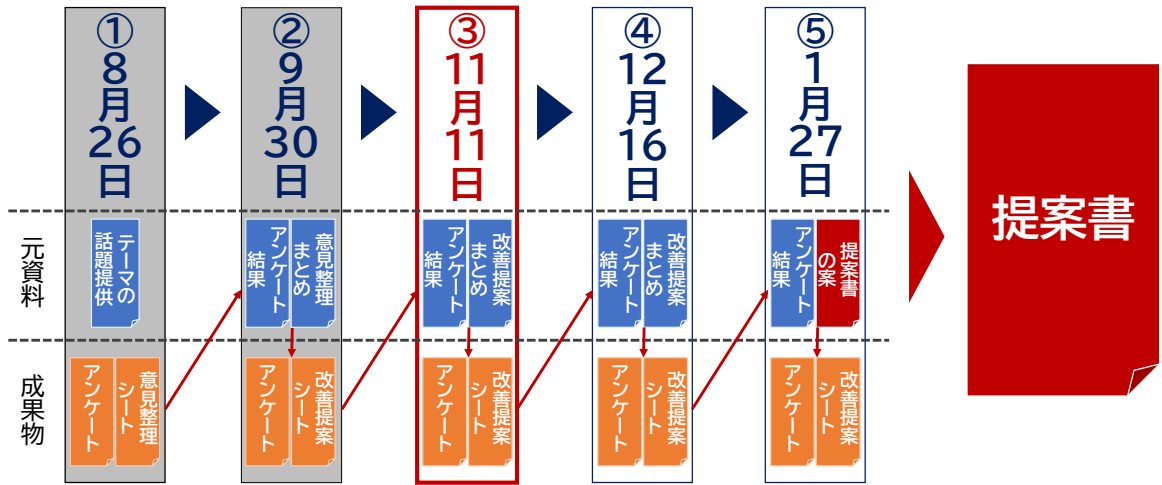 ①
8月26日
②
9月30日
③
11月11日
④
12月16日
⑤
1月27日
提案書
元資料
テーマの
話題提供
意見整理
まとめ
アンケート
結果
改善提案
まとめ
アンケート
結果
改善提案
まとめ
アンケート
結果
提案書
の案
アンケート
結果
成果物
意見整理
シート
アンケート
改善提案
シート
アンケート
改善提案
シート
アンケート
改善提案
シート
アンケート
改善提案
シート
アンケート